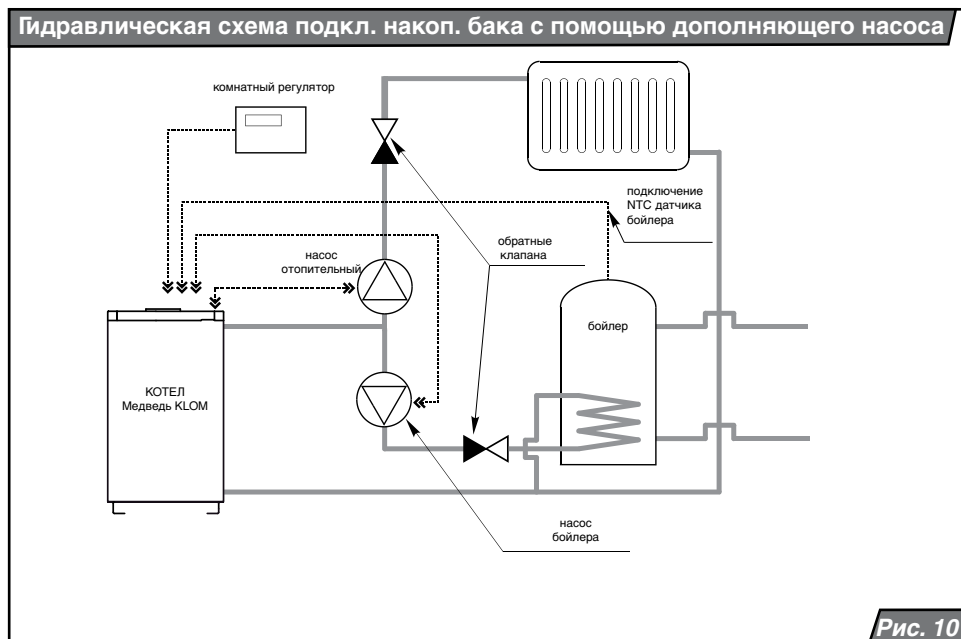 Гидравлическая схема подкл. накоп. бака с помощью дополняющего насоса
комнатный регулятор
подключение
NTC датчика
бойлера
обратные
клапана
насос
отопительный
бойлер
КОТЕЛ
Медведь KLOM
насос
бойлера
Рис. 10